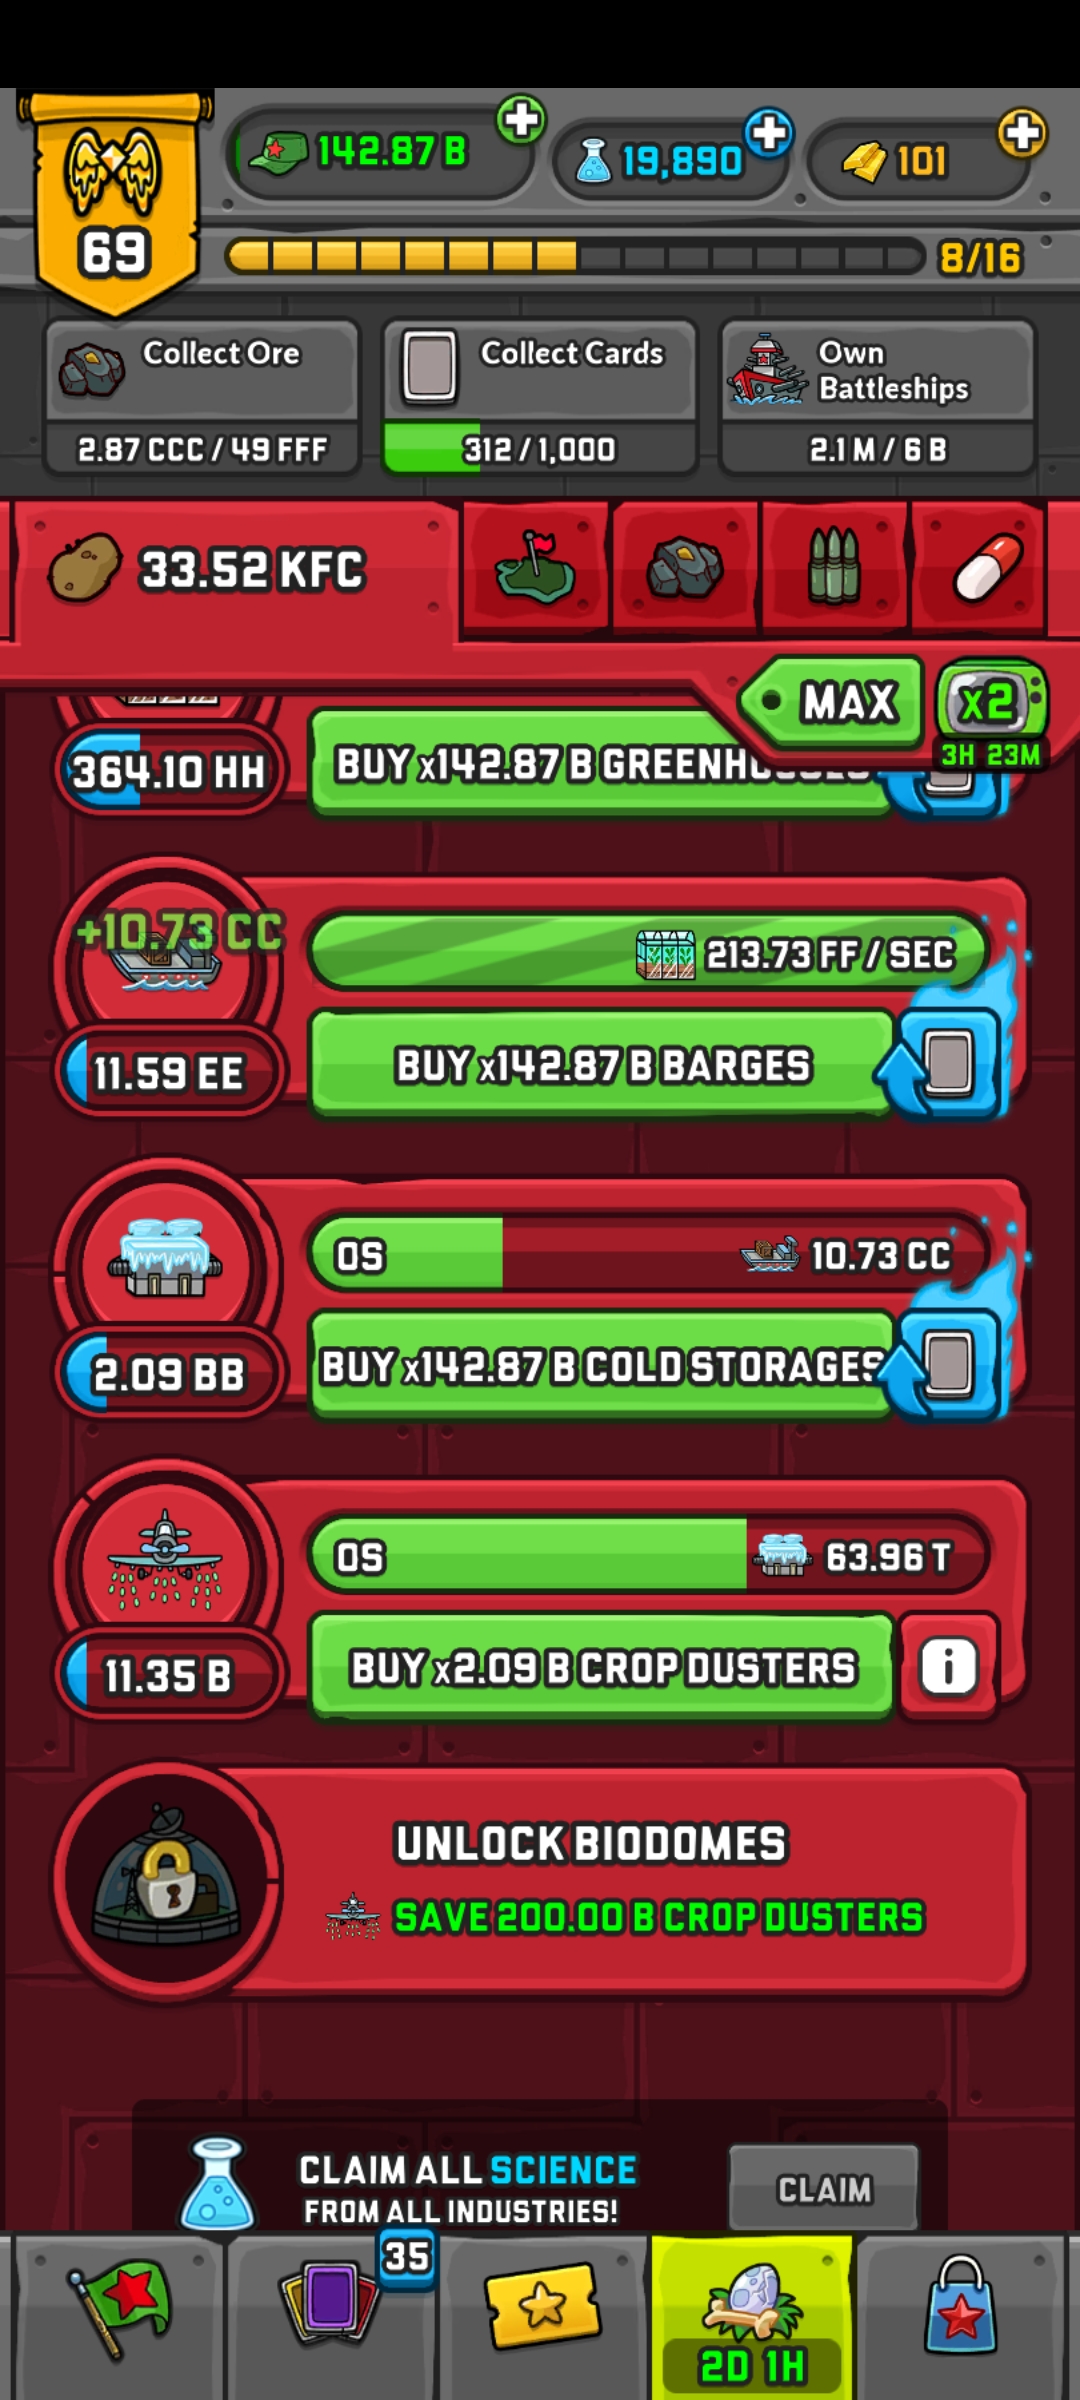 142.87 B
19,890
101
69
8/16
Collect Ore
2.87 CCC / 49 FFF
Collect Cards
312 / 1,000
Own
Battleships
2.1 M / 6 B
33.52 KFC
MAX
x2
3H 23M
364.10 HH
BUY x142.87 B GREENHOUSES
+10.73 CC
213.73 FF / SEC
11.59 EE
BUY x142.87 B BARGES
0S
10.73 CC
2.09 BB
BUY x142.87 B COLD STORAGES
0S
63.96 T
11.35 B
BUY x2.09 B CROP DUSTERS
i
UNLOCK BIODOMES
SAVE 200.00 B CROP DUSTERS
CLAIM ALL SCIENCE
FROM ALL INDUSTRIES!
CLAIM
35
2D 1H